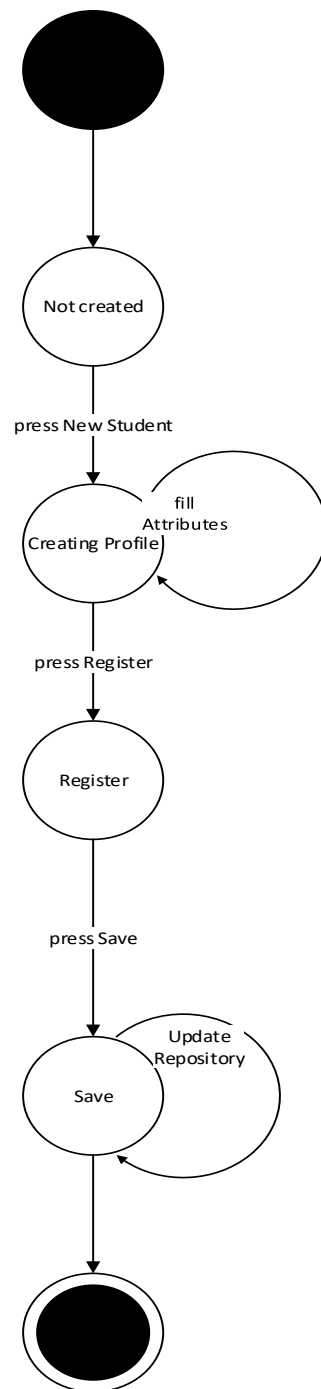 Not created
press New Student
fill
Attributes
Creating Profile
press Register
Register
press Save
Update
Repository
Save